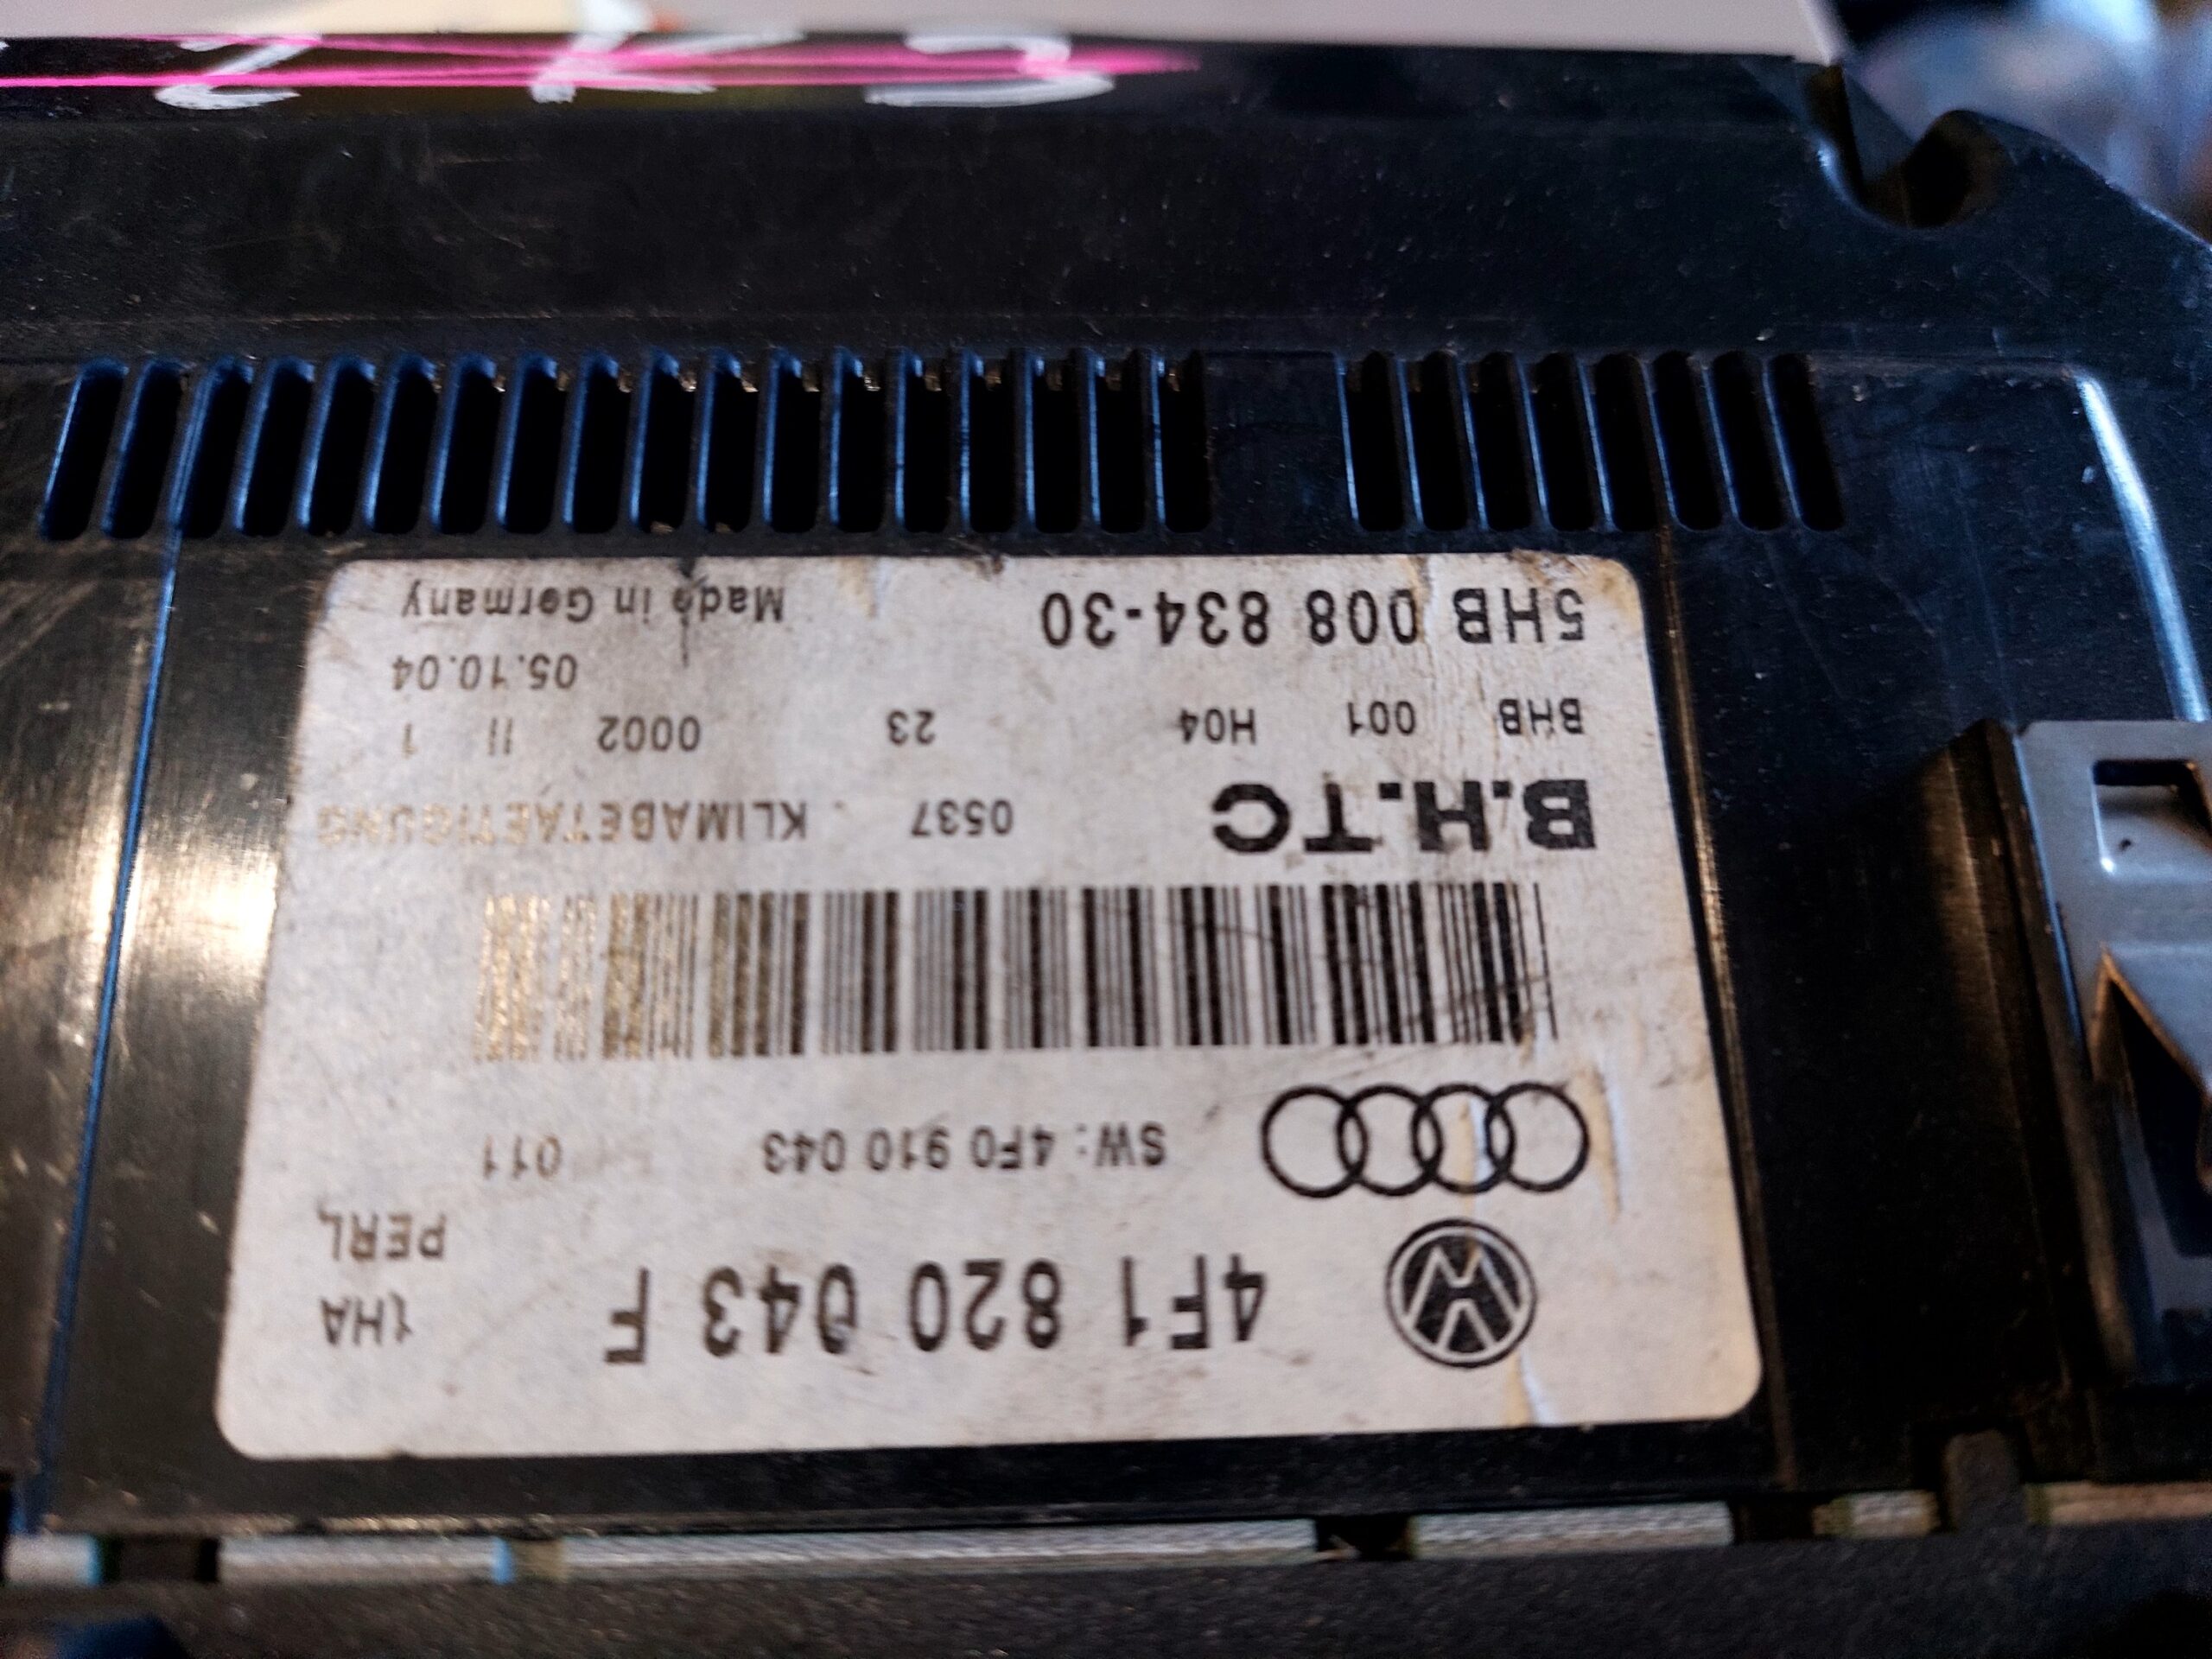 4F1 820 043 F
1HA
PERL
SW: 4F0 910 043 011
B.H.TC 0537 . KLIMABETAETIGUNG
BHB 001 H04 23 0002 11 1
05.10.04
5HB 008 834-30 Made in Germany